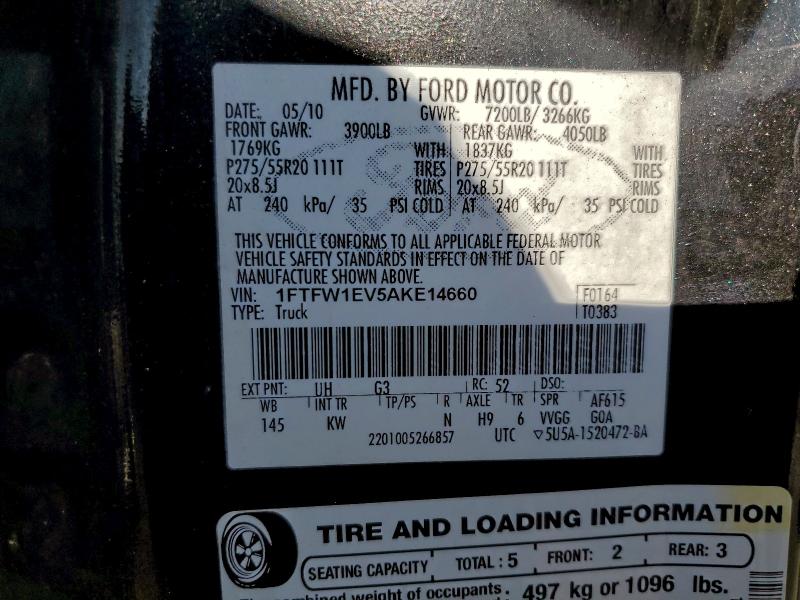 MFD. BY FORD MOTOR CO.
DATE: 05/10 GVWR: 7200LB/ 3266KG
FRONT GAWR: 3900LB REAR GAWR: 4050LB
1769KG WITH 1837KG WITH
P275/55R20 111T TIRES P275/55R20 111T TIRES
20x8.5J RIMS 20x8.5J RIMS
AT 240 kPa/ 35 PSI COLD AT 240 kPa/ 35 PSI COLD
THIS VEHICLE CONFORMS TO ALL APPLICABLE FEDERAL MOTOR
VEHICLE SAFETY STANDARDS IN EFFECT ON THE DATE OF
MANUFACTURE SHOWN ABOVE.
VIN: 1FTFW1EV5AKE14660 F0164
TYPE: Truck T0383
EXT PNT: UH G3 RC: 52 DSO:
WB INT TR TP/PS R AXLE TR SPR AF615
145 KW N H9 6 VVGG GOA
2201005266857 UTC ▽5U5A-1520472-BA
TIRE AND LOADING INFORMATION
SEATING CAPACITY TOTAL : 5 FRONT: 2 REAR: 3
combined weight of occupants 497 kg or 1096 lbs.